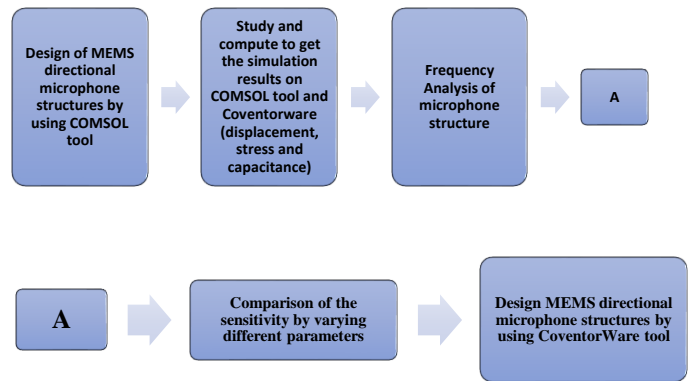 Design of MEMS
directional
microphone
structures by
using COMSOL
tool
Study and
compute to get
the simulation
results on
COMSOL tool and
Coventorware
(displacement,
stress and
capacitance)
Frequency
Analysis of
microphone
structure
A
A
Comparison of the
sensitivity by varying
different parameters
Design MEMS directional
microphone structures by
using CoventorWare tool